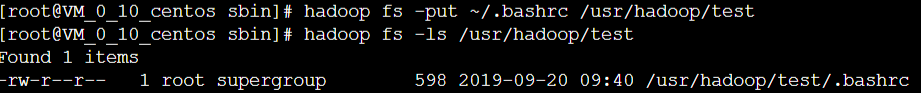 [root@VM_0_10_centos sbin]# hadoop fs -put ~/.bashrc /usr/hadoop/test
[root@VM_0_10_centos sbin]# hadoop fs -ls /usr/hadoop/test
Found 1 items
-rw-r--r--   1 root supergroup        598 2019-09-20 09:40 /usr/hadoop/test/.bashrc